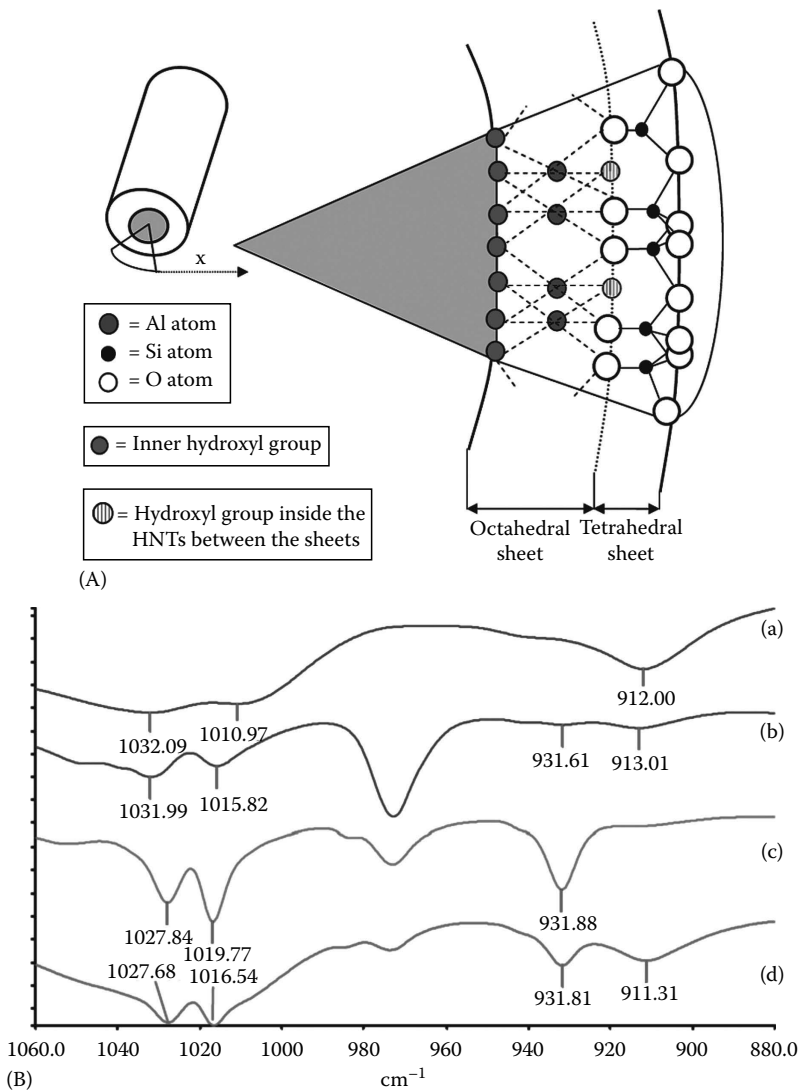 x
= Al atom
= Si atom
= O atom
= Inner hydroxyl group
= Hydroxyl group inside the
HNTs between the sheets
Octahedral
sheet
Tetrahedral
sheet
(A)
(a)
912.00
1032.09
1010.97
(b)
931.61
913.01
1031.99
1015.82
(c)
931.88
1027.84
1019.77
1027.68
1016.54
(d)
931.81
911.31
1060.0 1040 1020 1000 980 960 940 920 900 880.0
(B)
cm⁻¹